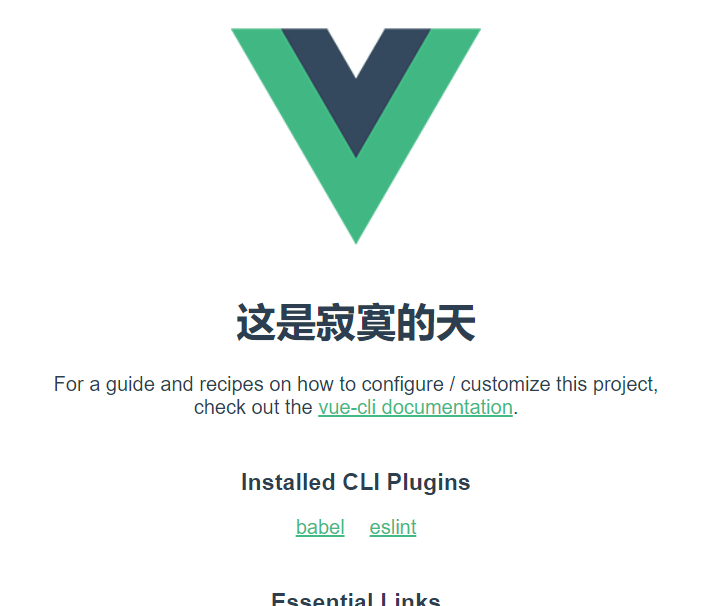 这是寂寞的天
For a guide and recipes on how to configure / customize this project,
check out the vue-cli documentation.
Installed CLI Plugins
babel eslint
Essential Links